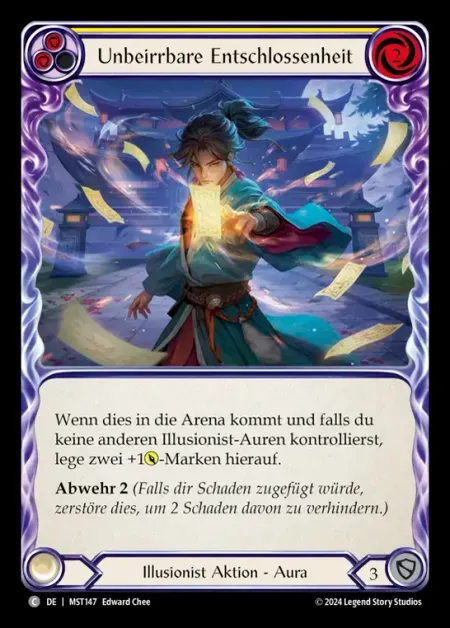 Unbeirrbare Entschlossenheit
2
Wenn dies in die Arena kommt und falls du
keine anderen Illusionist-Auren kontrollierst,
lege zwei +1-Marken hierauf.
Abwehr 2 (Falls dir Schaden zugefügt würde,
zerstöre dies, um 2 Schaden davon zu verhindern.)
Illusionist Aktion - Aura
3
C DE | MST147 Edward Chee
© 2024 Legend Story Studios